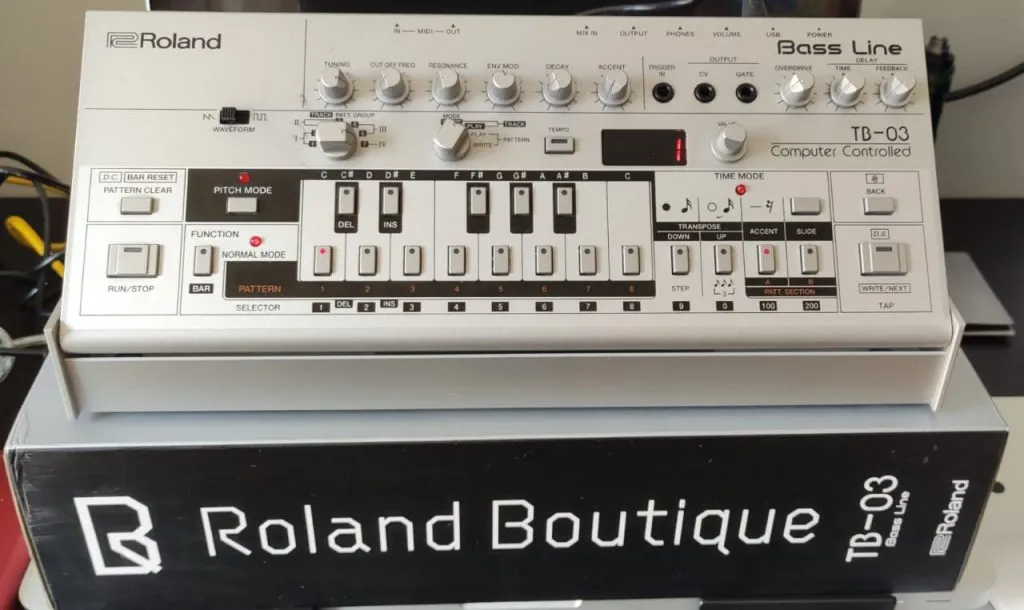 Roland
IN — MIDI — OUT
MIX IN OUTPUT PHONES VOLUME USB POWER
Bass Line
TUNING CUT OFF FREQ RESONANCE ENV MOD DECAY ACCENT
TRIGGER IN
OUTPUT
CV GATE
OVERDRIVE
DELAY
TIME FEEDBACK
WAVEFORM
TRACK PATT. GROUP
I II III IV
MODE
TRACK
PLAY
PLAY
WRITE
PATTERN
TEMPO
VALUE
TB-03
Computer Controlled
D.C. BAR RESET
PATTERN CLEAR
PITCH MODE
C C# D D# E F F# G G# A A# B C
DEL INS
TIME MODE
BACK
TRANSPOSE
DOWN UP
ACCENT SLIDE
D.S.
FUNCTION
NORMAL MODE
RUN/STOP
BAR
PATTERN 1 2 3 4 5 6 7 8
STEP
3
A B
PATT. SECTION
WRITE/NEXT
TAP
SELECTOR 1 DEL 2 INS 3 4 5 6 7 8 9 0 100 200
Roland Boutique
TB-03
Bass Line
Roland